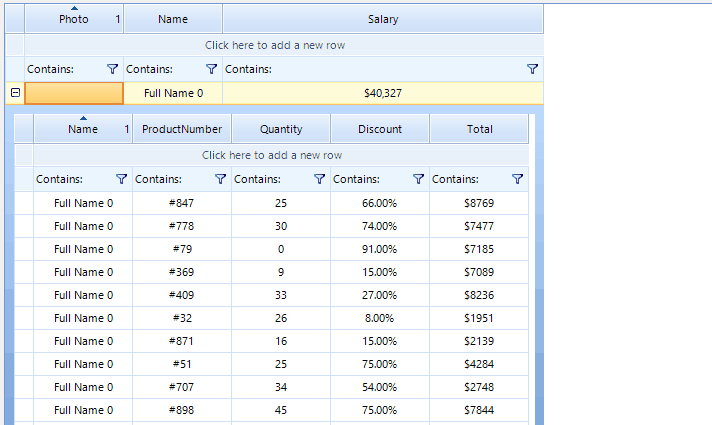 Photo 1 Name Salary
Click here to add a new row
Contains: Contains: Contains:
Full Name 0 $40,327
Name 1 ProductNumber Quantity Discount Total
Click here to add a new row
Contains: Contains: Contains: Contains: Contains:
Full Name 0 #847 25 66.00% $8769
Full Name 0 #778 30 74.00% $7477
Full Name 0 #79 0 91.00% $7185
Full Name 0 #369 9 15.00% $7089
Full Name 0 #409 33 27.00% $8236
Full Name 0 #32 26 8.00% $1951
Full Name 0 #871 16 15.00% $2139
Full Name 0 #51 25 75.00% $4284
Full Name 0 #707 34 54.00% $2748
Full Name 0 #898 45 75.00% $7844